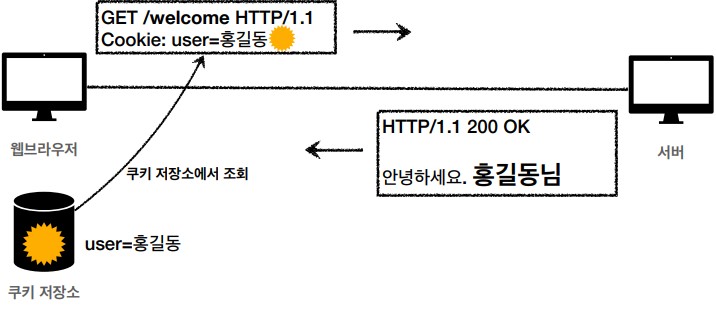 GET /welcome HTTP/1.1
Cookie: user=홍길동
웹브라우저
HTTP/1.1 200 OK
안녕하세요. 홍길동님
서버
쿠키 저장소에서 조회
user=홍길동
쿠키 저장소